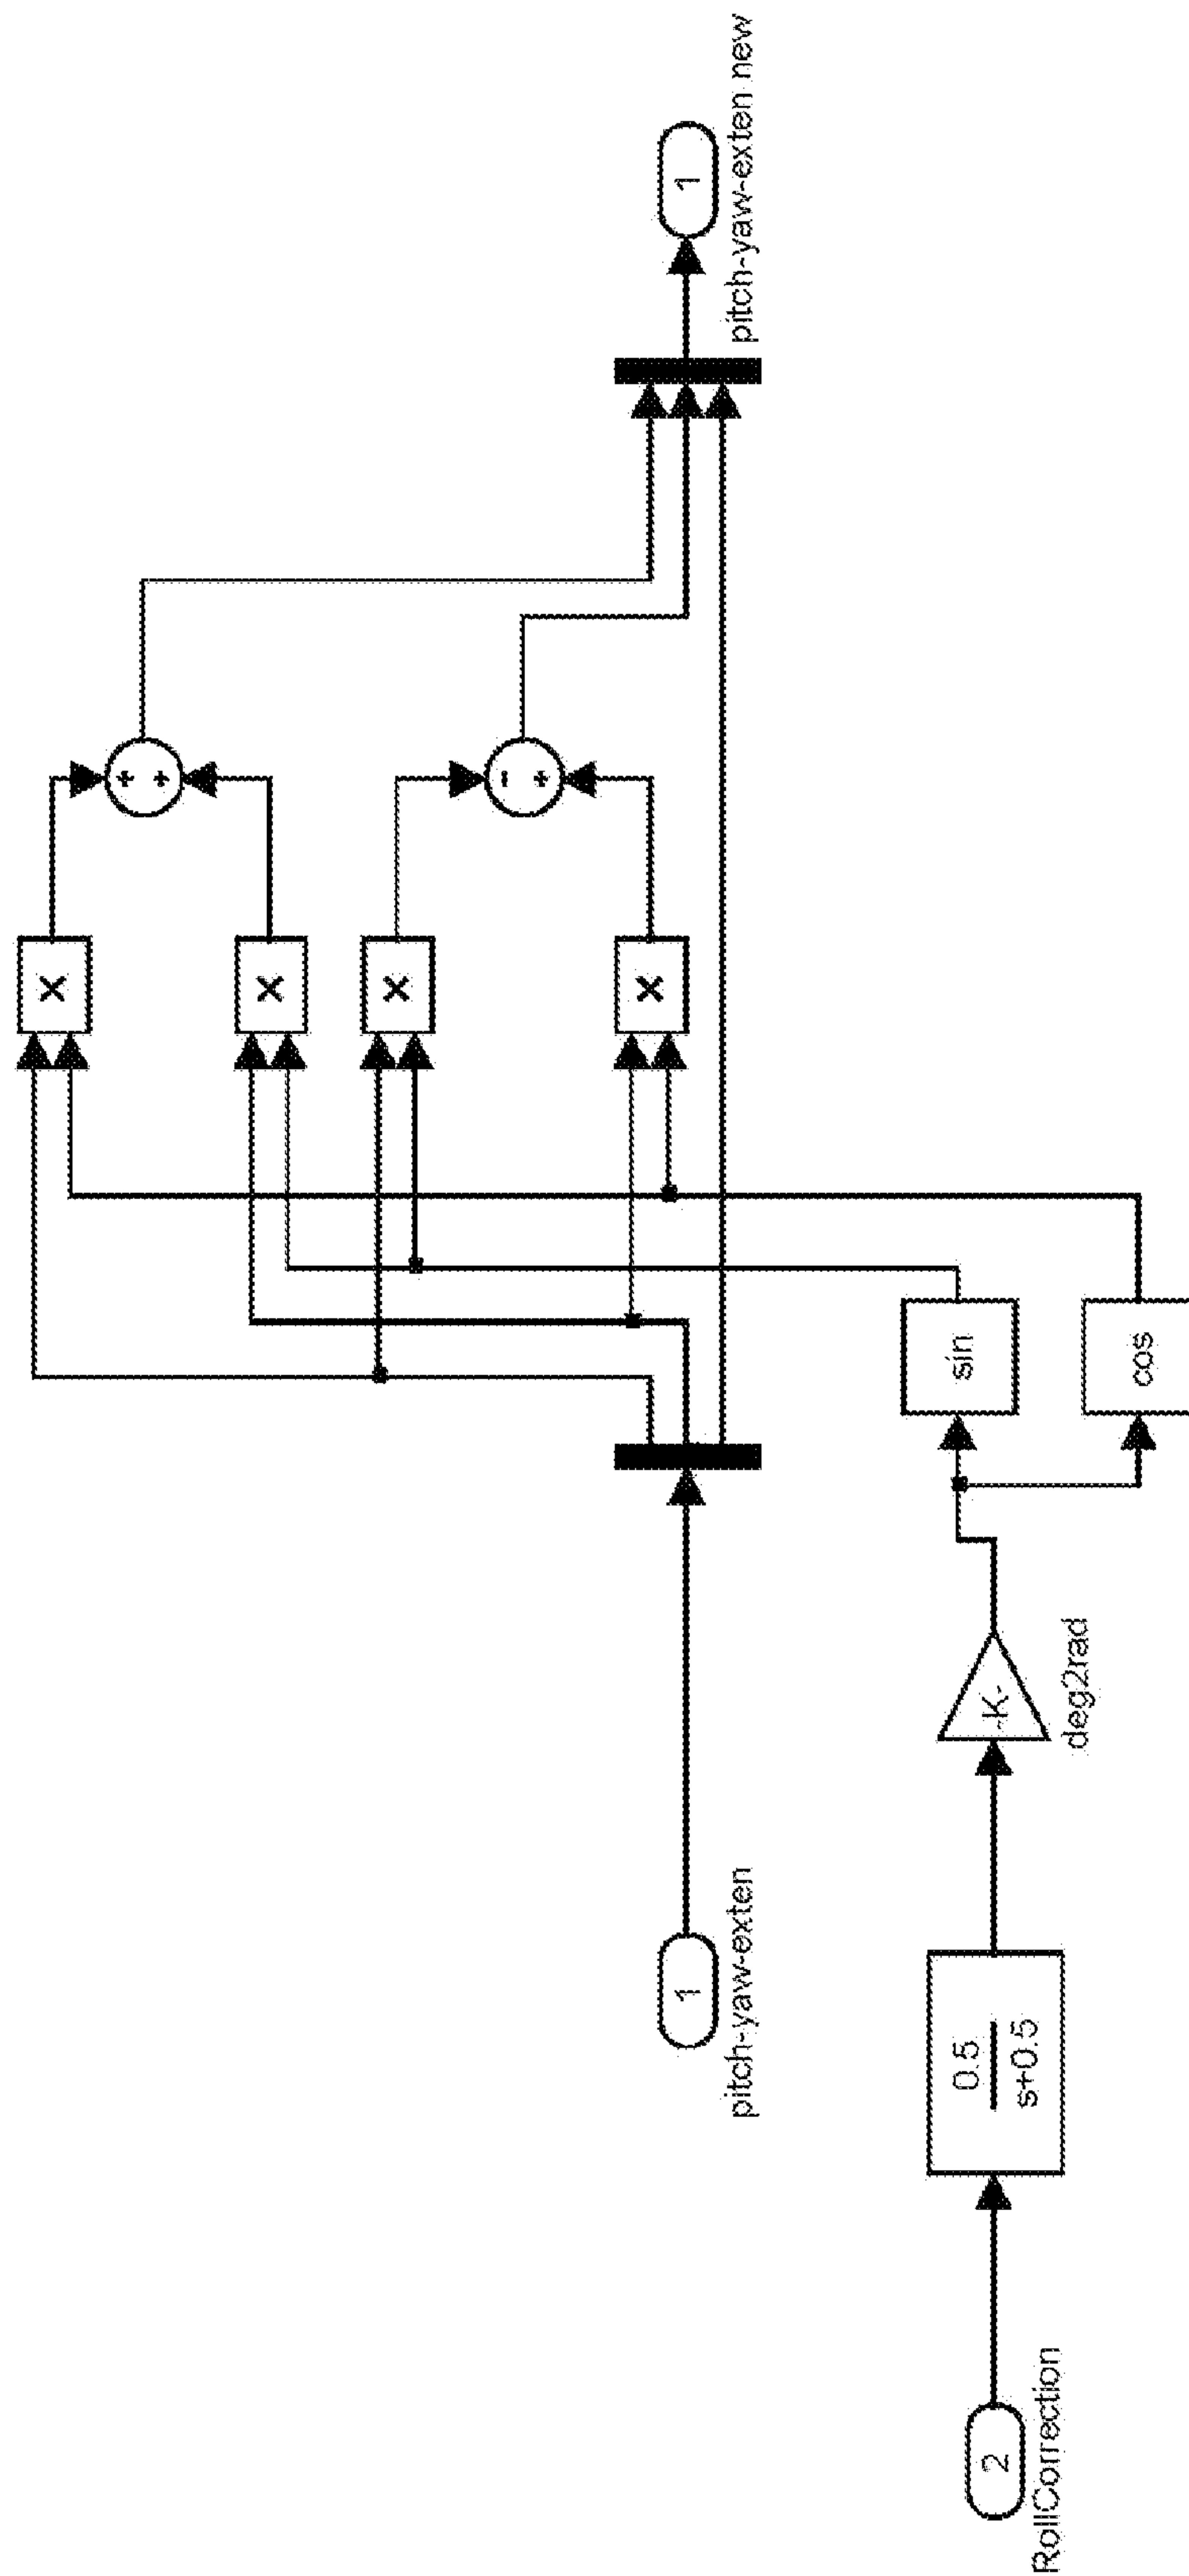 X
+
+
X
X
-
+
X
1
pitch-yaw-exten new
1
pitch-yaw-exten
sin
cos
2
RollCorrection
0.5
s+0.5
-K-
deg2rad